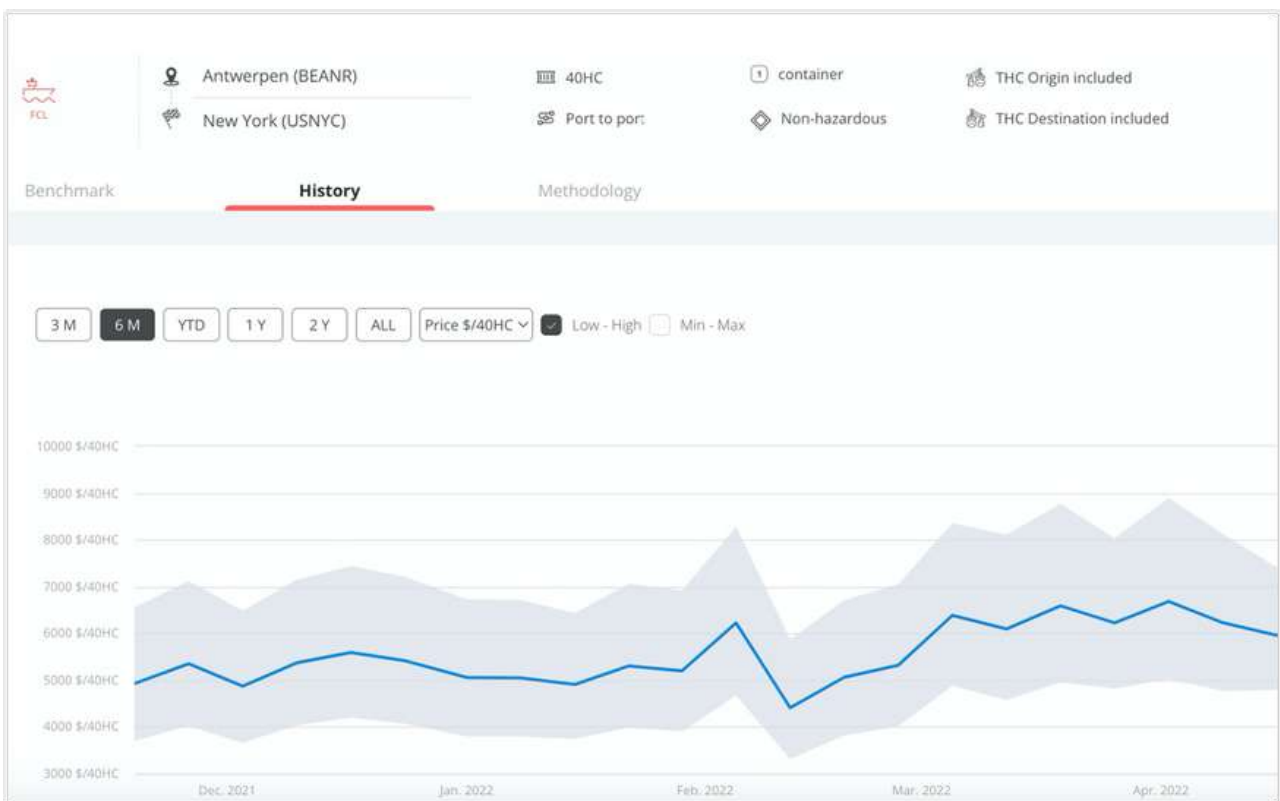 Antwerpen (BEANR)
40HC
1 container
THC Origin included
FCL
New York (USNYC)
Port to port
Non-hazardous
THC Destination included
Benchmark
History
Methodology
3 M
6 M
YTD
1 Y
2 Y
ALL
Price $/40HC
Low - High
Min - Max
10000 $/40HC
9000 $/40HC
8000 $/40HC
7000 $/40HC
6000 $/40HC
5000 $/40HC
4000 $/40HC
3000 $/40HC
Dec. 2021
Jan. 2022
Feb. 2022
Mar. 2022
Apr. 2022